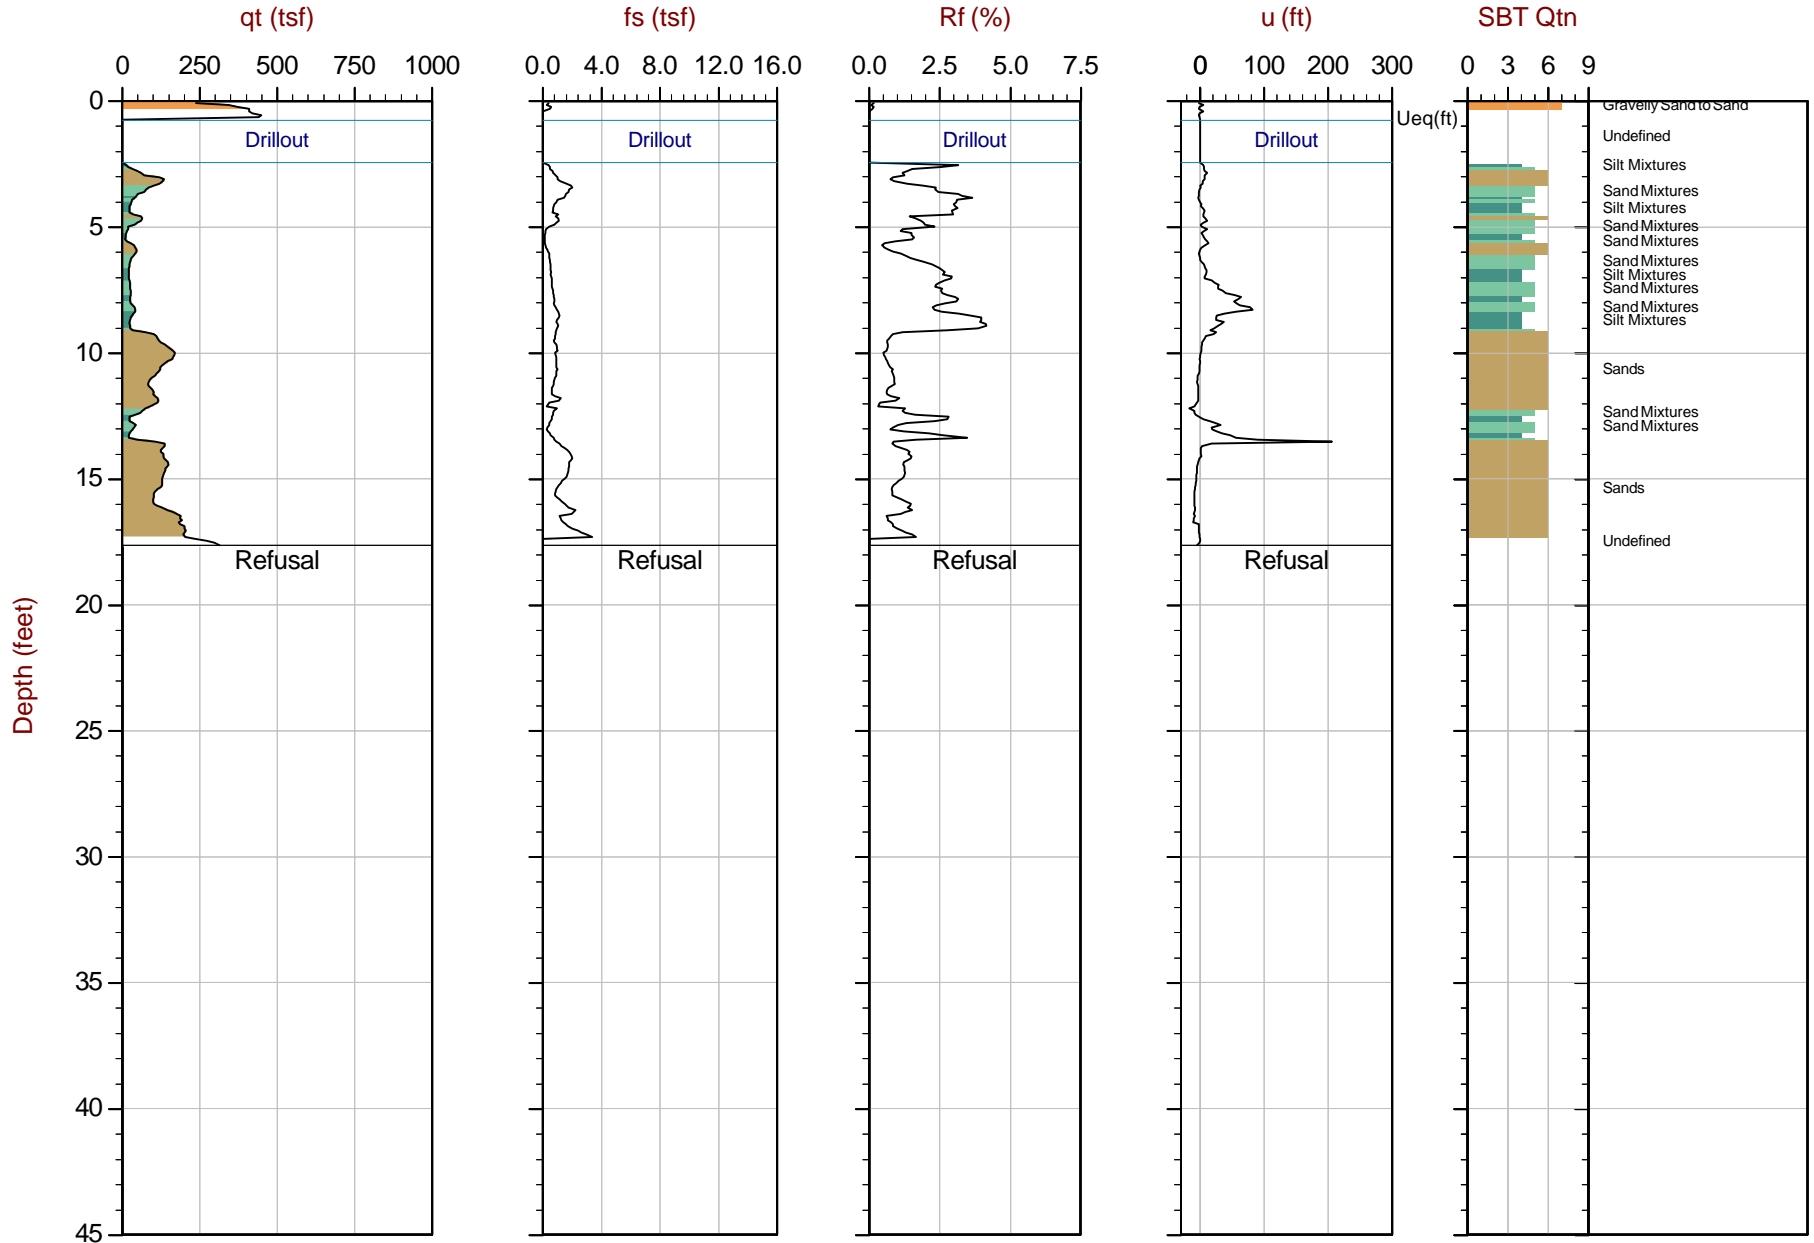 qt (tsf) fs (tsf) Rf (%) u (ft) SBT Qtn
0 250 500 750 1000 0.0 4.0 8.0 12.0 16.0 0.0 2.5 5.0 7.5 0 100 200 300 0 3 6 9
0 Gravelly Sand to Sand
Ueq(ft)
Drillout Drillout Drillout Drillout Undefined
Silt Mixtures
Sand Mixtures
Silt Mixtures
5 Sand Mixtures
Sand Mixtures
Sand Mixtures
Silt Mixtures
Sand Mixtures
Sand Mixtures
Silt Mixtures
10
Sands
Sand Mixtures
Sand Mixtures
15
Sands
Undefined
Refusal Refusal Refusal Refusal
20
Depth (feet)
25
30
35
40
45